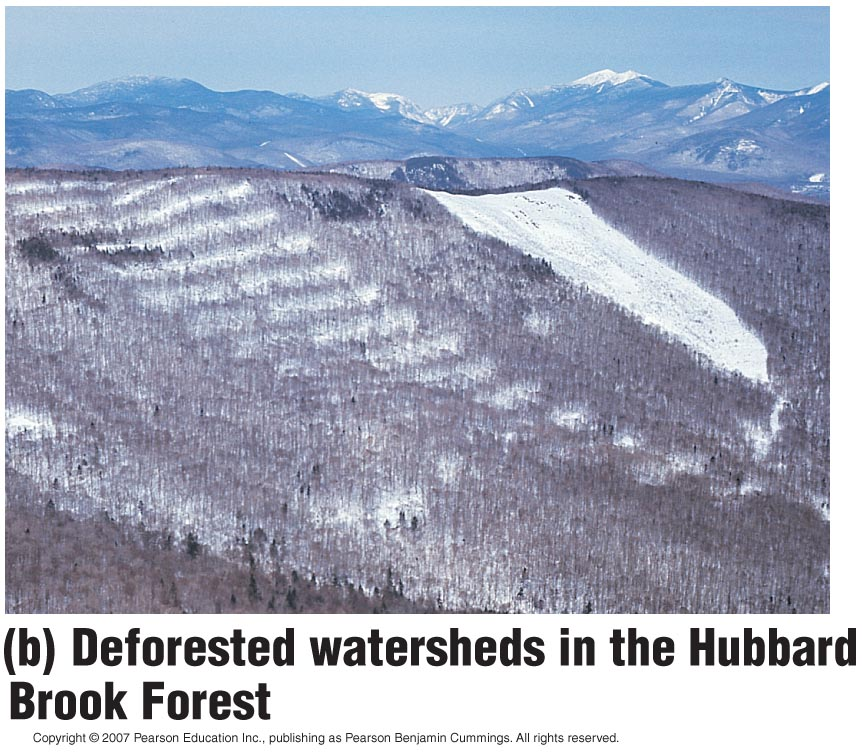 (b) Deforested watersheds in the Hubbard
Brook Forest
Copyright © 2007 Pearson Education Inc., publishing as Pearson Benjamin Cummings. All rights reserved.